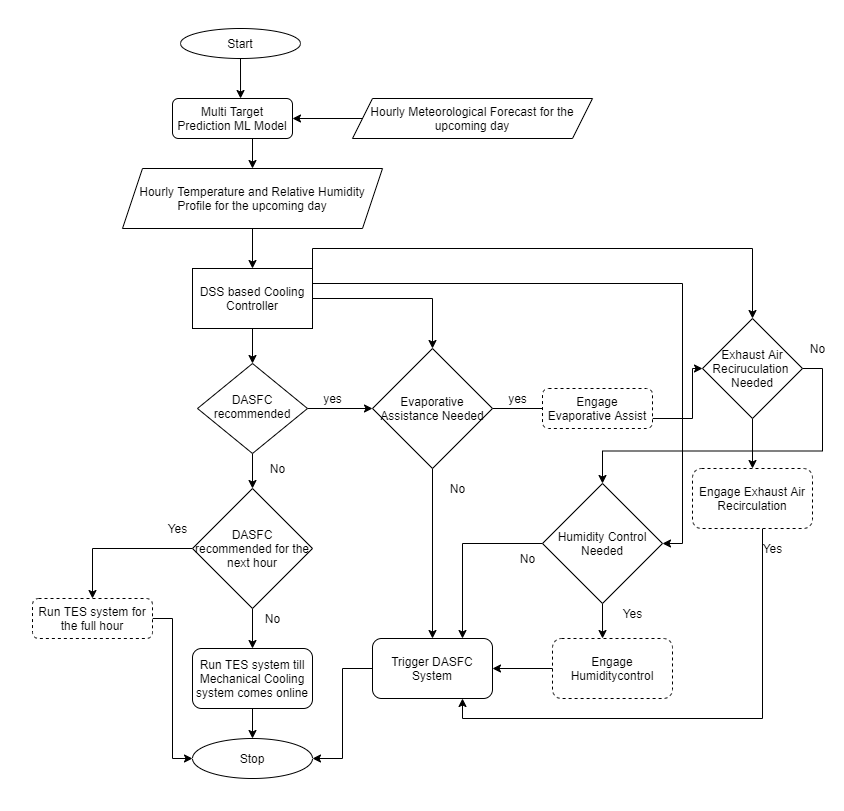 Start
Multi Target
Prediction ML Model
Hourly Meteorological Forecast for the
upcoming day
Hourly Temperature and Relative Humidity
Profile for the upcoming day
DSS based Cooling
Controller
DASFC
recommended
yes
Evaporative
Assistance Needed
yes
Engage
Evaporative Assist
Exhaust Air
Reciruculation
Needed
No
No
No
Engage Exhaust Air
Recirculation
Yes
DASFC
recommended for the
next hour
Yes
Humidity Control
Needed
No
Yes
Run TES system for
the full hour
No
Run TES system till
Mechanical Cooling
system comes online
Trigger DASFC
System
Engage
Humiditycontrol
Stop